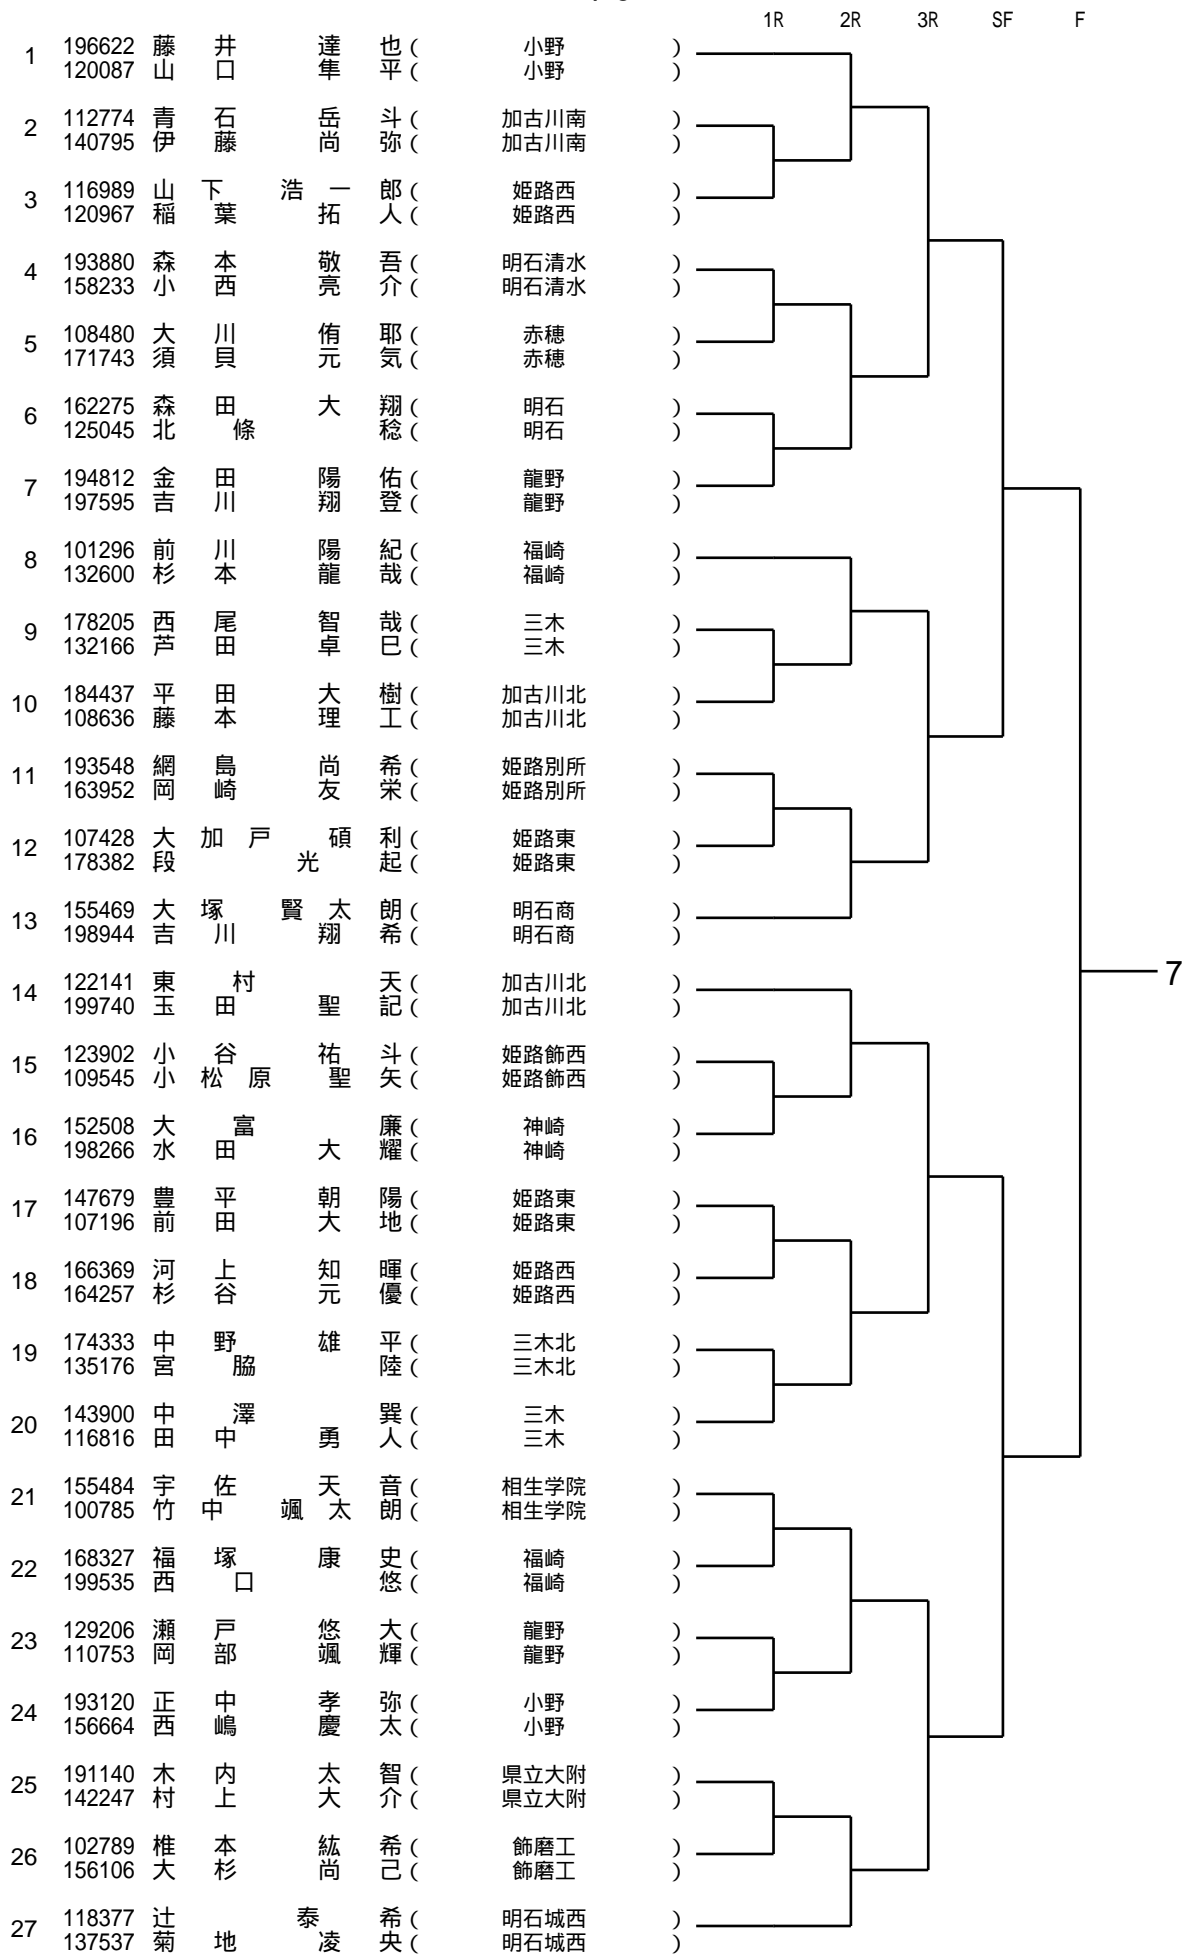 1R 2R 3R SF F
1
196622 藤井 達也 ( 小野 )
120087 山口 隼平 ( 小野 )
2
112774 青石 岳斗 ( 加古川南 )
140795 伊藤 尚弥 ( 加古川南 )
3
116989 山下 浩一郎 ( 姫路西 )
120967 稲葉 拓人 ( 姫路西 )
4
193880 森本 敬吾 ( 明石清水 )
158233 小西 亮介 ( 明石清水 )
5
108480 大川 侑耶 ( 赤穂 )
171743 須貝 元気 ( 赤穂 )
6
162275 森田 大翔 ( 明石 )
125045 北條 稔 ( 明石 )
7
194812 金田 陽佑 ( 龍野 )
197595 吉川 翔登 ( 龍野 )
8
101296 前川 陽紀 ( 福崎 )
132600 杉本 龍哉 ( 福崎 )
9
178205 西尾 智哉 ( 三木 )
132166 芦田 卓巳 ( 三木 )
10
184437 平田 大樹 ( 加古川北 )
108636 藤本 理工 ( 加古川北 )
11
193548 網島 尚希 ( 姫路別所 )
163952 岡崎 友栄 ( 姫路別所 )
12
107428 大加戸 碩利 ( 姫路東 )
178382 段 光起 ( 姫路東 )
13
155469 大塚 賢太朗 ( 明石商 )
198944 吉川 翔希 ( 明石商 )
14
122141 東村 天 ( 加古川北 )
199740 玉田 聖記 ( 加古川北 )
7
15
123902 小谷 祐斗 ( 姫路飾西 )
109545 小松原 聖矢 ( 姫路飾西 )
16
152508 大富 廉 ( 神崎 )
198266 水田 大耀 ( 神崎 )
17
147679 豊平 朝陽 ( 姫路東 )
107196 前田 大地 ( 姫路東 )
18
166369 河上 知暉 ( 姫路西 )
164257 杉谷 元優 ( 姫路西 )
19
174333 中野 雄平 ( 三木北 )
135176 宮脇 陸 ( 三木北 )
20
143900 中澤 巽 ( 三木 )
116816 田中 勇人 ( 三木 )
21
155484 宇佐 天音 ( 相生学院 )
100785 竹中 颯太朗 ( 相生学院 )
22
168327 福塚 康史 ( 福崎 )
199535 西口 悠 ( 福崎 )
23
129206 瀬戸 悠大 ( 龍野 )
110753 岡部 颯輝 ( 龍野 )
24
193120 正中 孝弥 ( 小野 )
156664 西嶋 慶太 ( 小野 )
25
191140 木内 太智 ( 県立大附 )
142247 村上 大介 ( 県立大附 )
26
102789 椎本 紘希 ( 飾磨工 )
156106 大杉 尚己 ( 飾磨工 )
27
118377 辻 泰希 ( 明石城西 )
137537 菊地 凌央 ( 明石城西 )